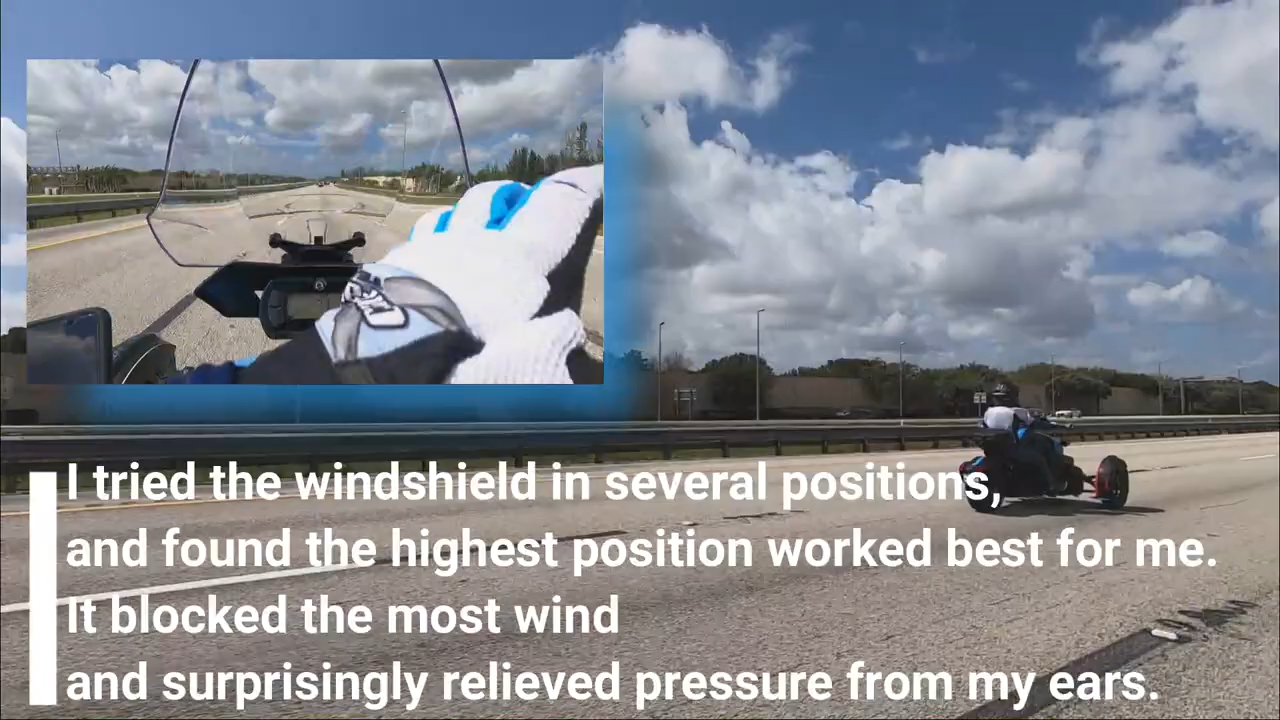 I tried the windshield in several positions,
and found the highest position worked best for me.
It blocked the most wind
and surprisingly relieved pressure from my ears.